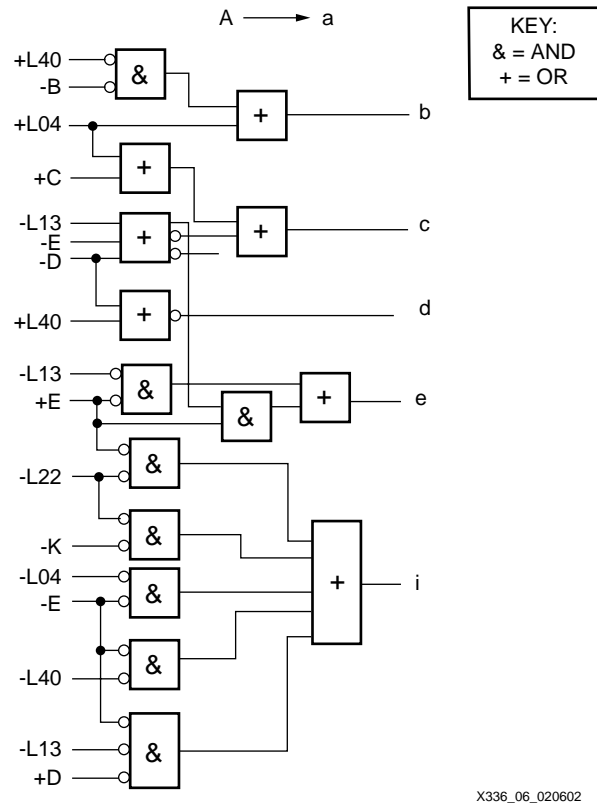 A a
KEY:
& = AND
+ = OR
+L40
-B
&
+L04
+
b
+C
+
-L13
-E
-D
+
+
c
+L40
+
d
-L13
+E
&
&
+
e
-L22
&
-K
&
-L04
-E
&
+
i
-L40
&
-L13
+D
&
X336_06_020602